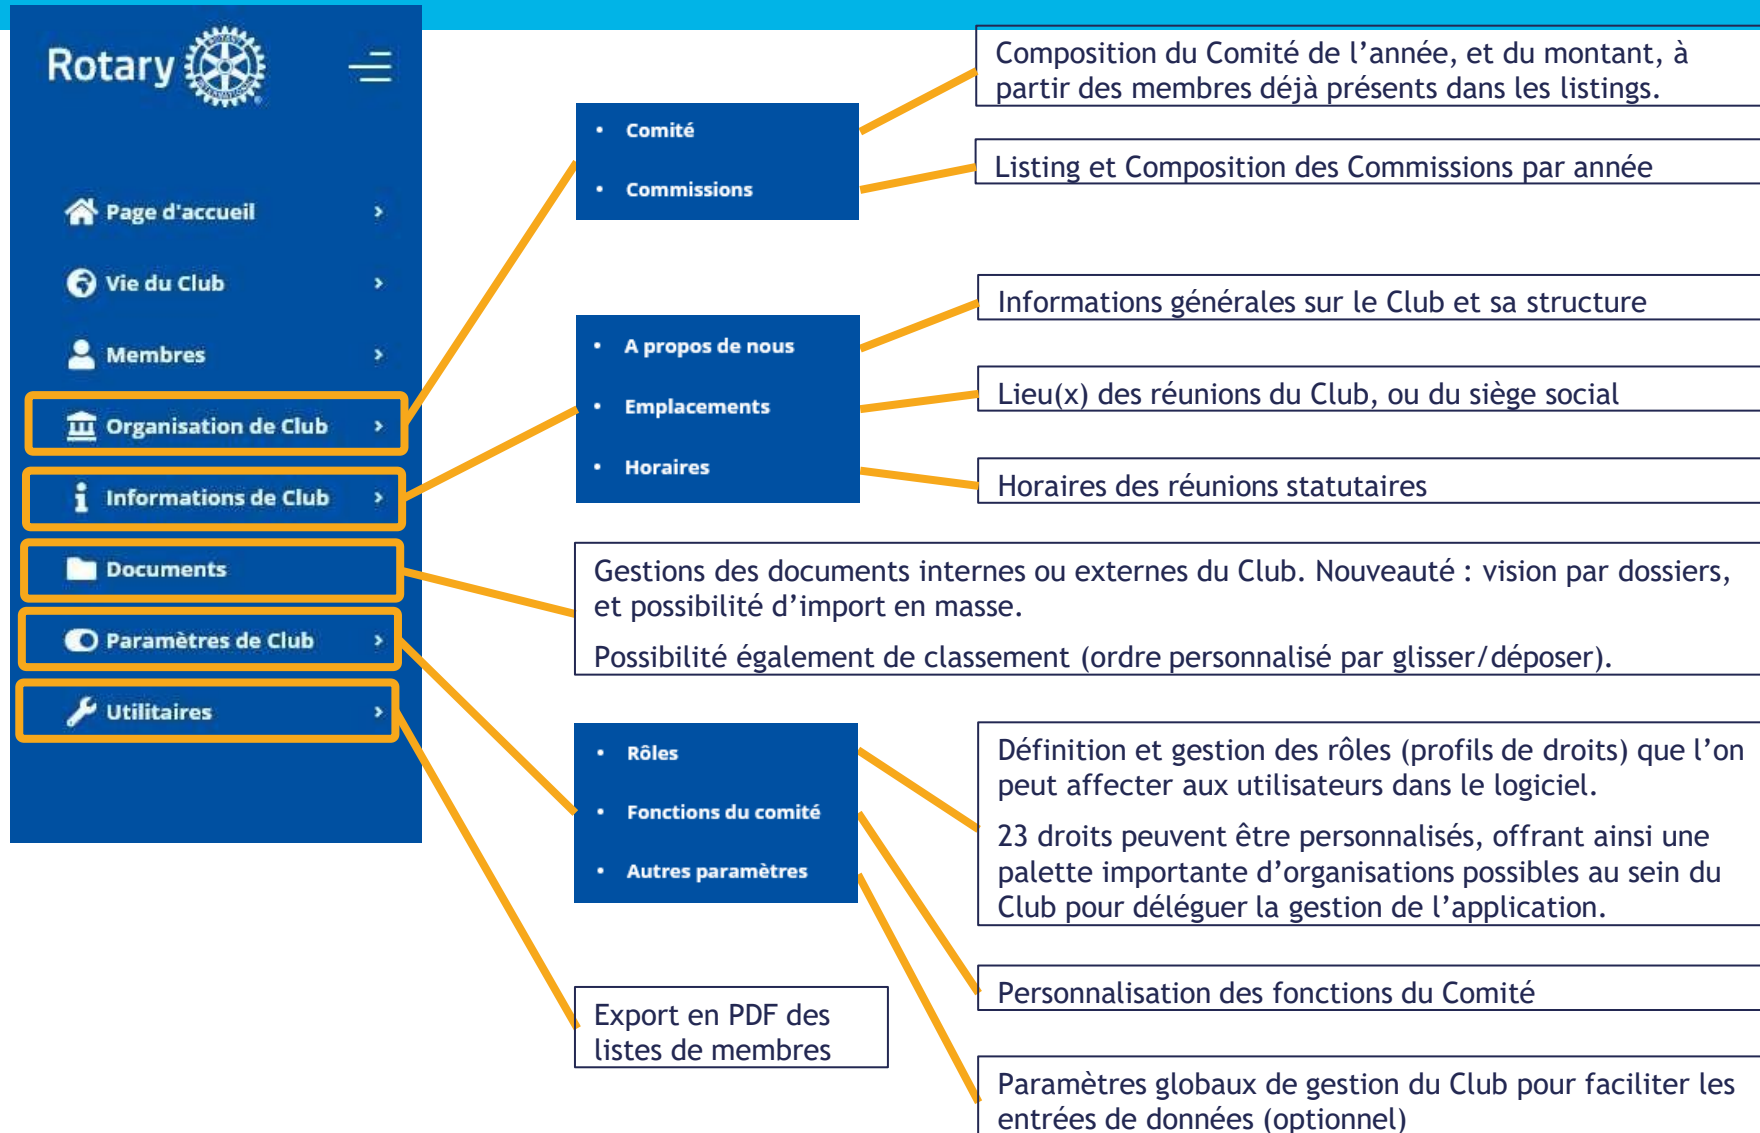 Rotary
Page d'accueil
Vie du Club
Membres
Organisation de Club
Informations de Club
Documents
Paramètres de Club
Utilitaires
• Comité
• Commissions
Composition du Comité de l’année, et du montant, à
partir des membres déjà présents dans les listings.
Listing et Composition des Commissions par année
• A propos de nous
• Emplacements
• Horaires
Informations générales sur le Club et sa structure
Lieu(x) des réunions du Club, ou du siège social
Horaires des réunions statutaires
Gestions des documents internes ou externes du Club. Nouveauté : vision par dossiers,
et possibilité d’import en masse.
Possibilité également de classement (ordre personnalisé par glisser/déposer).
• Rôles
• Fonctions du comité
• Autres paramètres
Définition et gestion des rôles (profils de droits) que l’on
peut affecter aux utilisateurs dans le logiciel.
23 droits peuvent être personnalisés, offrant ainsi une
palette importante d’organisations possibles au sein du
Club pour déléguer la gestion de l’application.
Personnalisation des fonctions du Comité
Paramètres globaux de gestion du Club pour faciliter les
entrées de données (optionnel)
Export en PDF des
listes de membres